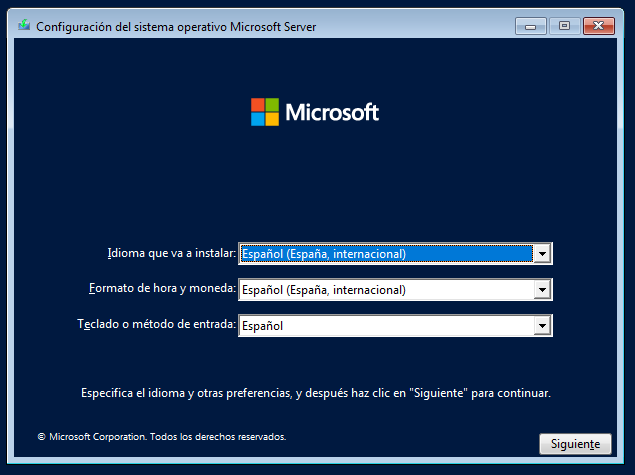 Configuración del sistema operativo Microsoft Server
Microsoft
Idioma que va a instalar: Español (España, internacional)
Formato de hora y moneda: Español (España, internacional)
Teclado o método de entrada: Español
Especifica el idioma y otras preferencias, y después haz clic en "Siguiente" para continuar.
© Microsoft Corporation. Todos los derechos reservados.
Siguiente